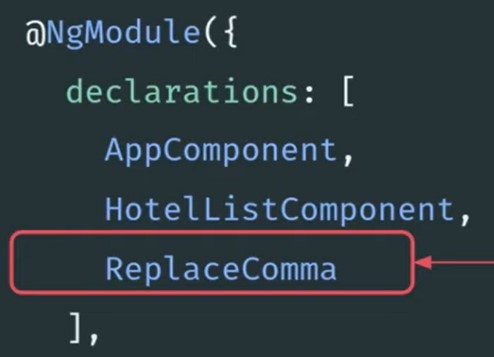 @NgModule({
declarations: [
AppComponent,
HotelListComponent,
ReplaceComma
],